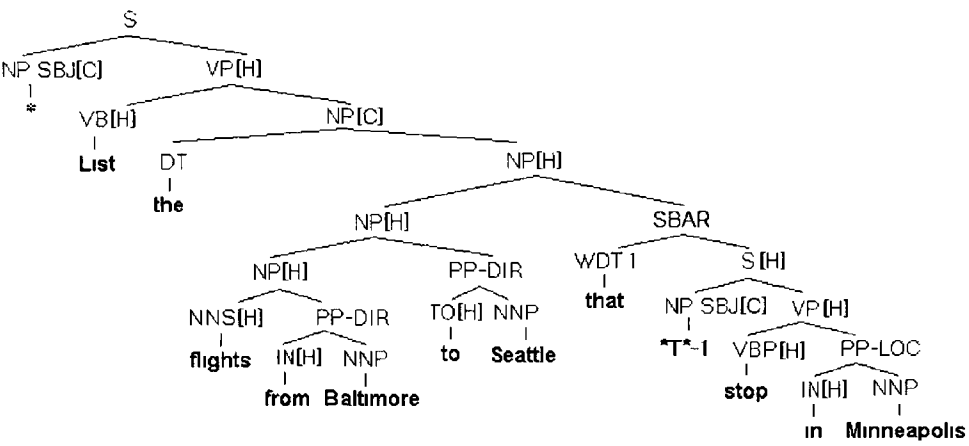 S
NP SBJ[C] VP[H]
*
VB[H] NP[C]
List DT NP[H]
the
NP[H] SBAR
NP[H] PP-DIR WDT 1 S[H]
that
NNS[H] PP-DIR TO[H] NNP NP SBJ[C] VP[H]
flights to Seattle *T*-1
IN[H] NNP VBP[H] PP-LOC
from Baltimore stop
IN[H] NNP
in Minneapolis